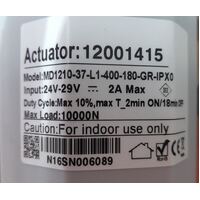 Actuator:12001415
Model:MD1210-37-L1-400-180-GR-IPX0
Input:24V-29V ⎓ 2A Max
Duty Cycle:Max 10%,max T_2min ON/18min OFF
Max Load:10000N
Caution:For indoor use only
N16SN006089